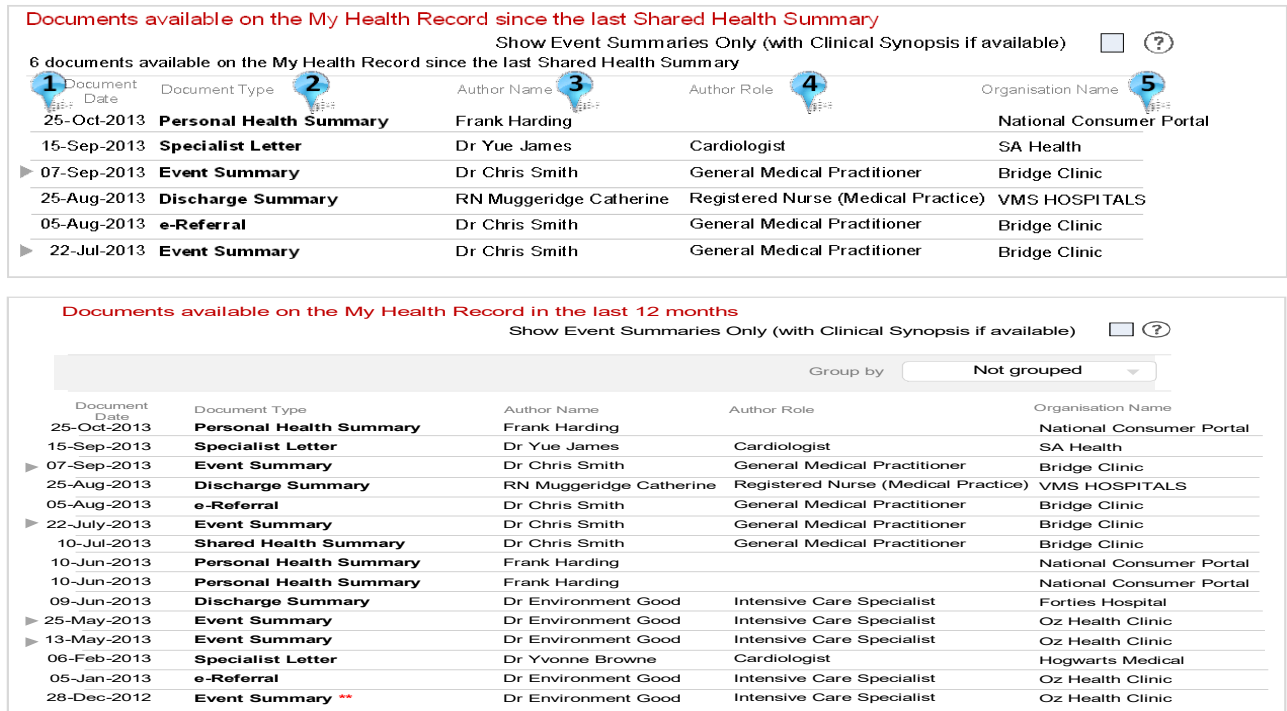 Documents available on the My Health Record since the last Shared Health Summary
Show Event Summaries Only (with Clinical Synopsis if available) ?
6 documents available on the My Health Record since the last Shared Health Summary
1 2 3 4 5
Document Date Document Type Author Name Author Role Organisation Name
25-Oct-2013 Personal Health Summary Frank Harding National Consumer Portal
15-Sep-2013 Specialist Letter Dr Yue James Cardiologist SA Health
07-Sep-2013 Event Summary Dr Chris Smith General Medical Practitioner Bridge Clinic
25-Aug-2013 Discharge Summary RN Muggeridge Catherine Registered Nurse (Medical Practice) VMS HOSPITALS
05-Aug-2013 e-Referral Dr Chris Smith General Medical Practitioner Bridge Clinic
22-Jul-2013 Event Summary Dr Chris Smith General Medical Practitioner Bridge Clinic
Documents available on the My Health Record in the last 12 months
Show Event Summaries Only (with Clinical Synopsis if available) ?
Group by Not grouped
Document Date Document Type Author Name Author Role Organisation Name
25-Oct-2013 Personal Health Summary Frank Harding National Consumer Portal
15-Sep-2013 Specialist Letter Dr Yue James Cardiologist SA Health
07-Sep-2013 Event Summary Dr Chris Smith General Medical Practitioner Bridge Clinic
25-Aug-2013 Discharge Summary RN Muggeridge Catherine Registered Nurse (Medical Practice) VMS HOSPITALS
05-Aug-2013 e-Referral Dr Chris Smith General Medical Practitioner Bridge Clinic
22-July-2013 Event Summary Dr Chris Smith General Medical Practitioner Bridge Clinic
10-Jul-2013 Shared Health Summary Dr Chris Smith General Medical Practitioner Bridge Clinic
10-Jun-2013 Personal Health Summary Frank Harding National Consumer Portal
10-Jun-2013 Personal Health Summary Frank Harding National Consumer Portal
09-Jun-2013 Discharge Summary Dr Environment Good Intensive Care Specialist Forties Hospital
25-May-2013 Event Summary Dr Environment Good Intensive Care Specialist Oz Health Clinic
13-May-2013 Event Summary Dr Environment Good Intensive Care Specialist Oz Health Clinic
06-Feb-2013 Specialist Letter Dr Yvonne Browne Cardiologist Hogwarts Medical
05-Jan-2013 e-Referral Dr Environment Good Intensive Care Specialist Oz Health Clinic
28-Dec-2012 Event Summary ** Dr Environment Good Intensive Care Specialist Oz Health Clinic